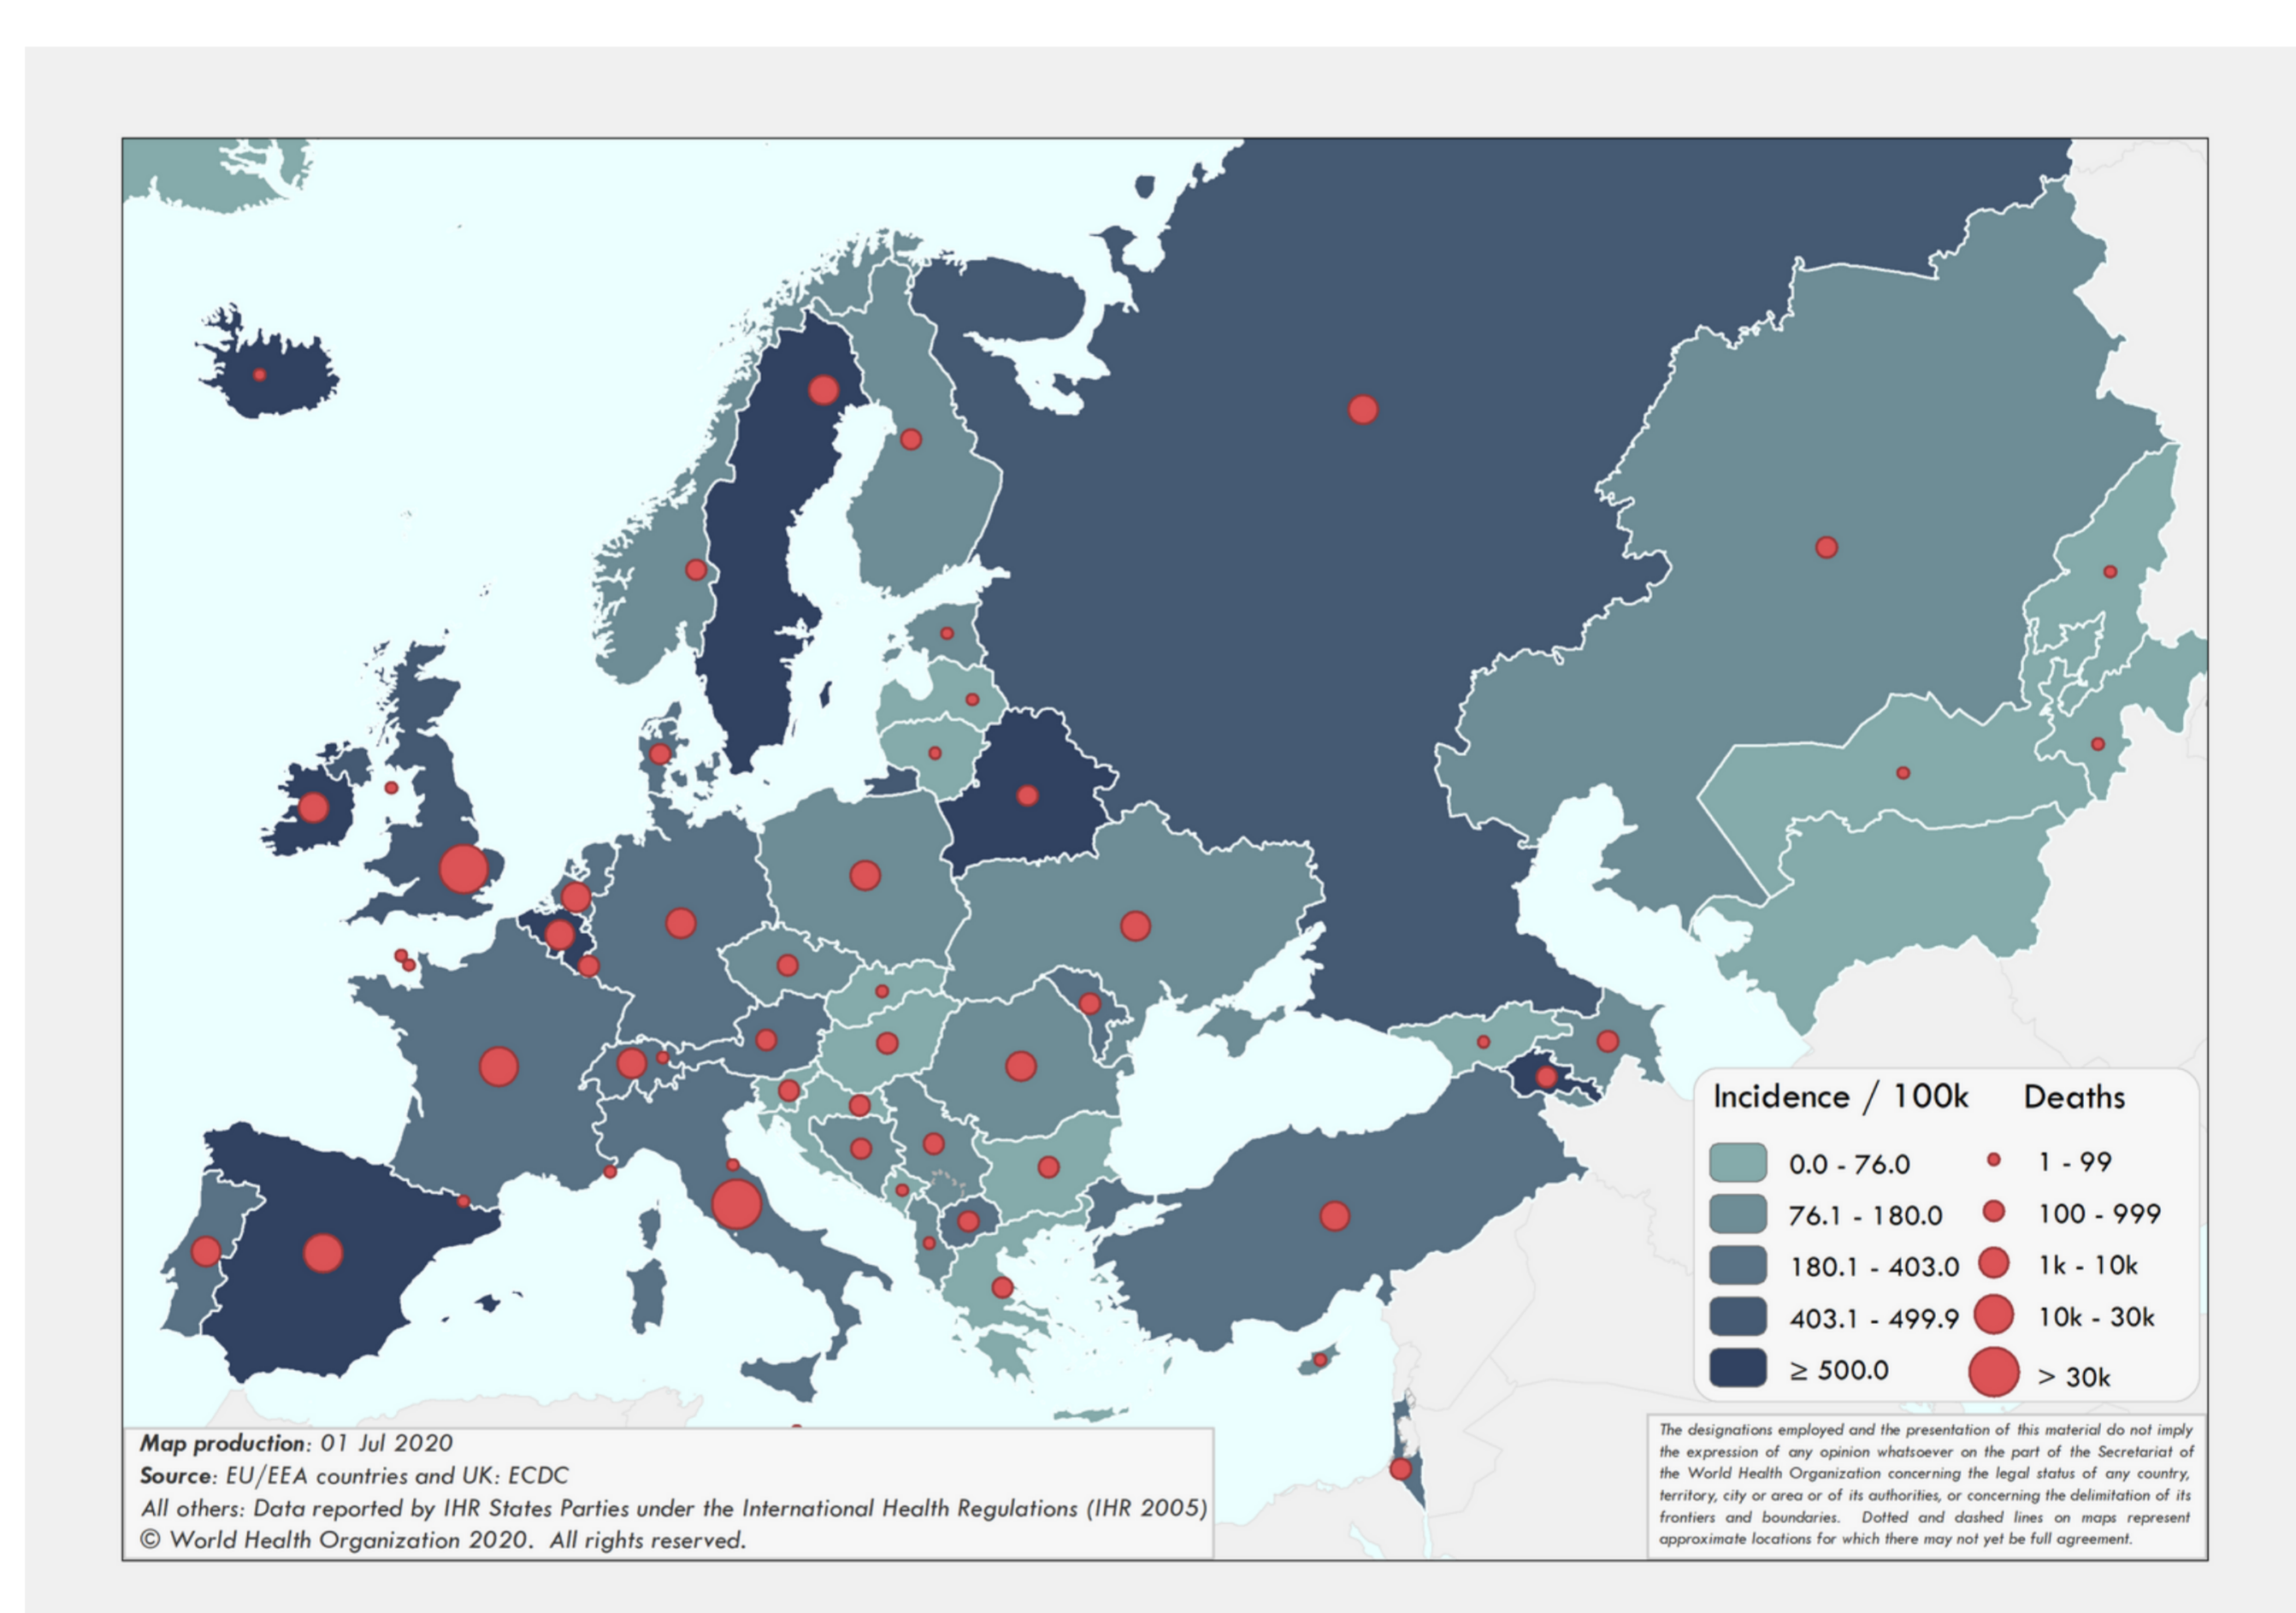 Incidence / 100k Deaths
0.0 - 76.0 1 - 99
76.1 - 180.0 100 - 999
180.1 - 403.0 1k - 10k
403.1 - 499.9 10k - 30k
≥ 500.0 > 30k
Map production: 01 Jul 2020
Source: EU/EEA countries and UK: ECDC
All others: Data reported by IHR States Parties under the International Health Regulations (IHR 2005)
© World Health Organization 2020. All rights reserved.
The designations employed and the presentation of this material do not imply
the expression of any opinion whatsoever on the part of the Secretariat of
the World Health Organization concerning the legal status of any country,
territory, city or area or of its authorities, or concerning the delimitation of its
frontiers and boundaries. Dotted and dashed lines on maps represent
approximate locations for which there may not yet be full agreement.